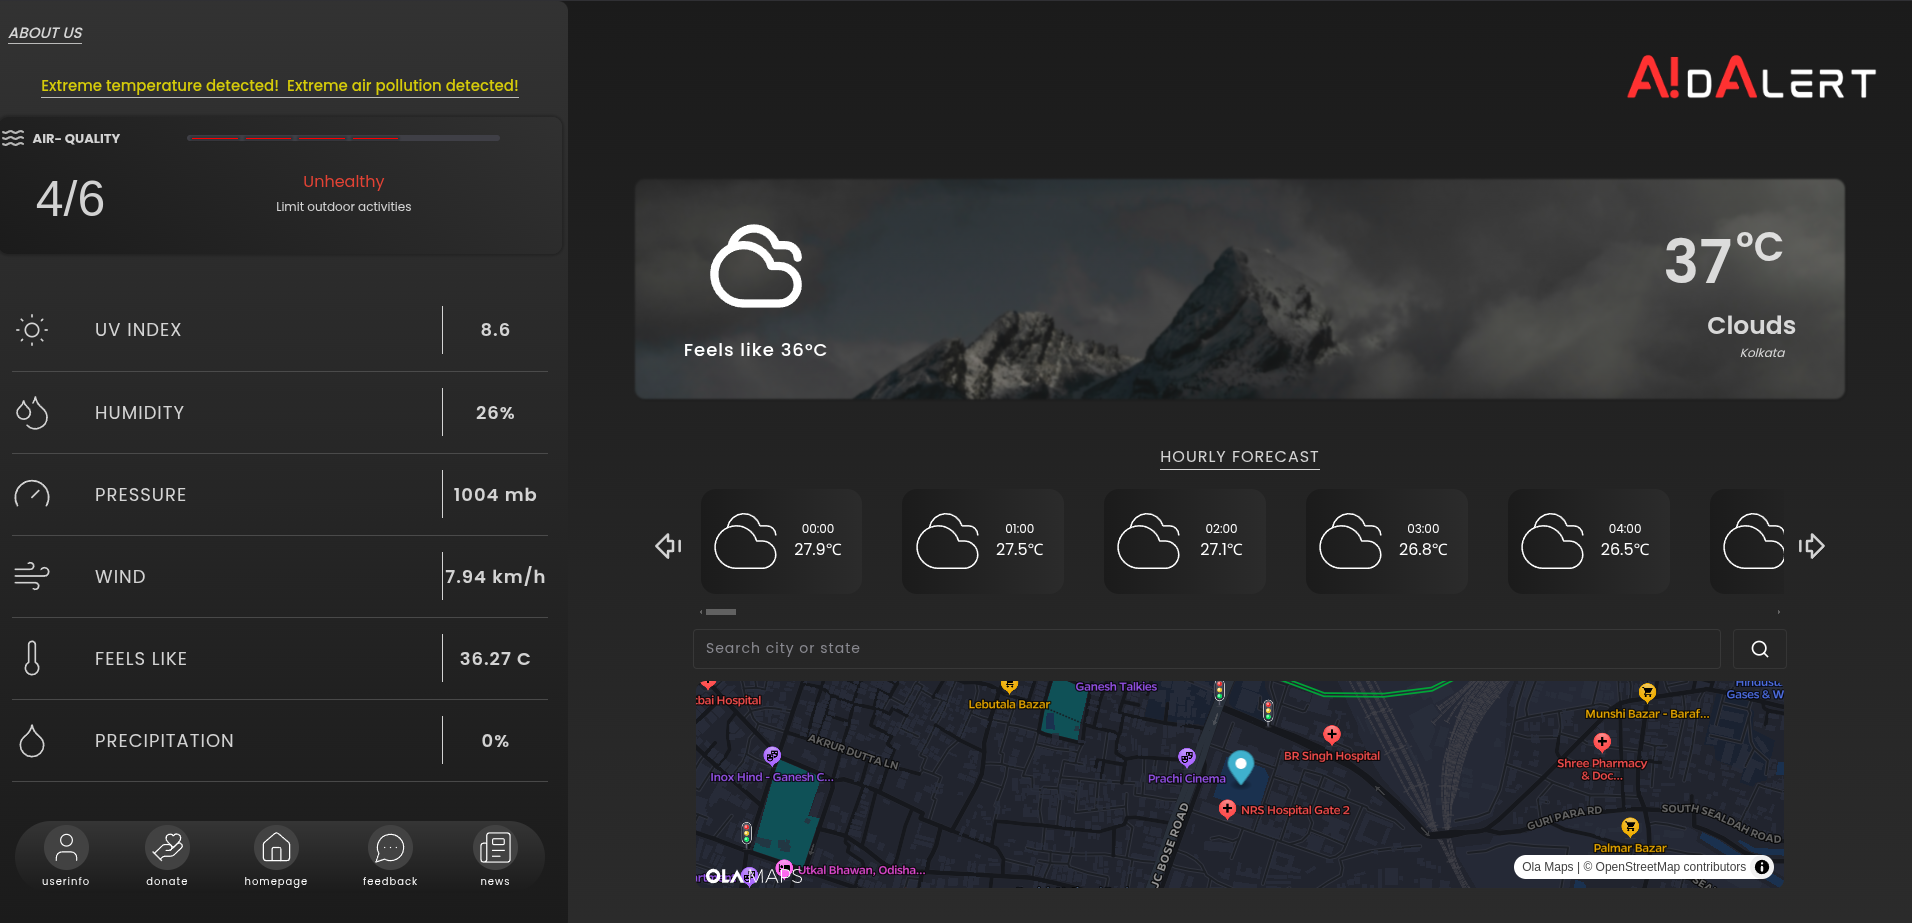 ABOUT US
Extreme temperature detected! Extreme air pollution detected!
AIR- QUALITY
4/6
Unhealthy
Limit outdoor activities
UV INDEX
8.6
HUMIDITY
26%
PRESSURE
1004 mb
WIND
7.94 km/h
FEELS LIKE
36.27 C
PRECIPITATION
0%
userinfo
donate
homepage
feedback
news
A!DALERT
37°C
Clouds
Kolkata
Feels like 36°C
HOURLY FORECAST
00:00
27.9°C
01:00
27.5°C
02:00
27.1°C
03:00
26.8°C
04:00
26.5°C
Search city or state
Hospital
Lebutala Bazar
Ganesh Talkies
Gases & W
Munshi Bazar - Baraf...
AKRUR DUTTA LN
BR Singh Hospital
Shree Pharmacy
& Doc...
Inox Hind - Ganesh C...
Prachi Cinema
NRS Hospital Gate 2
JC BOSE ROAD
GURI PARA RD
SOUTH SEALDAH ROAD
Palmar Bazar
Utkal Bhawan, Odisha...
OLA MAPS
Ola Maps | © OpenStreetMap contributors